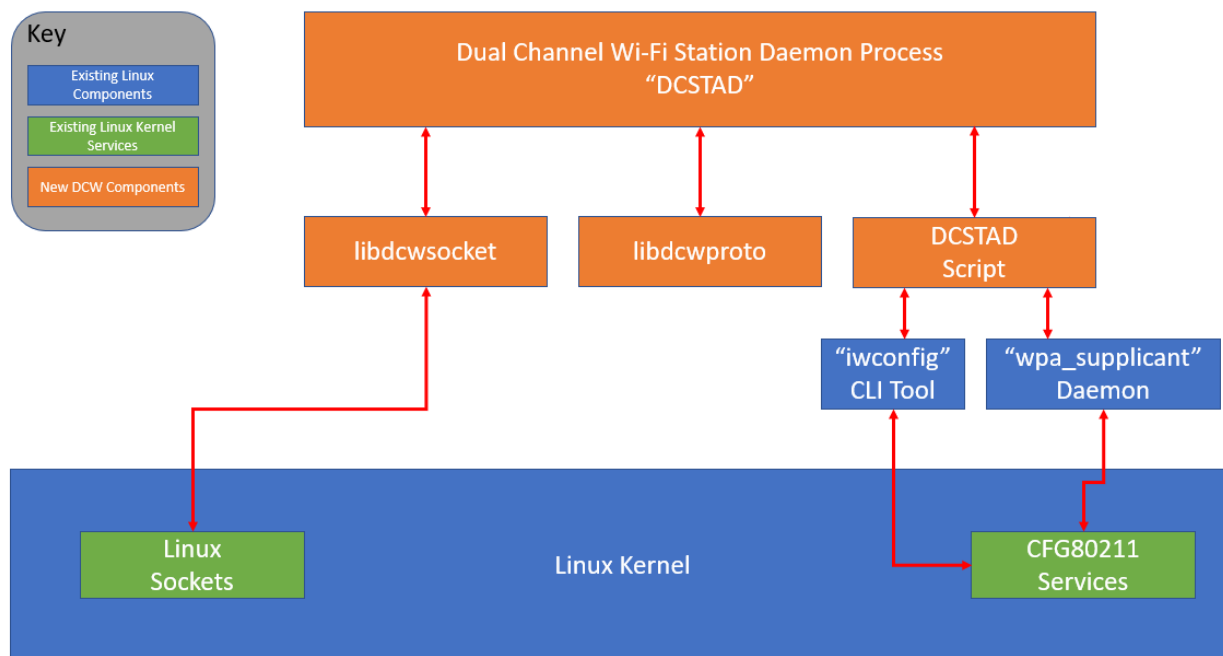 Key
Existing Linux
Components
Existing Linux Kernel
Services
New DCW Components
Dual Channel Wi-Fi Station Daemon Process
“DCSTAD”
libdcwsocket
libdcwproto
DCSTAD
Script
“iwconfig”
CLI Tool
“wpa_supplicant”
Daemon
Linux
Sockets
Linux Kernel
CFG80211
Services